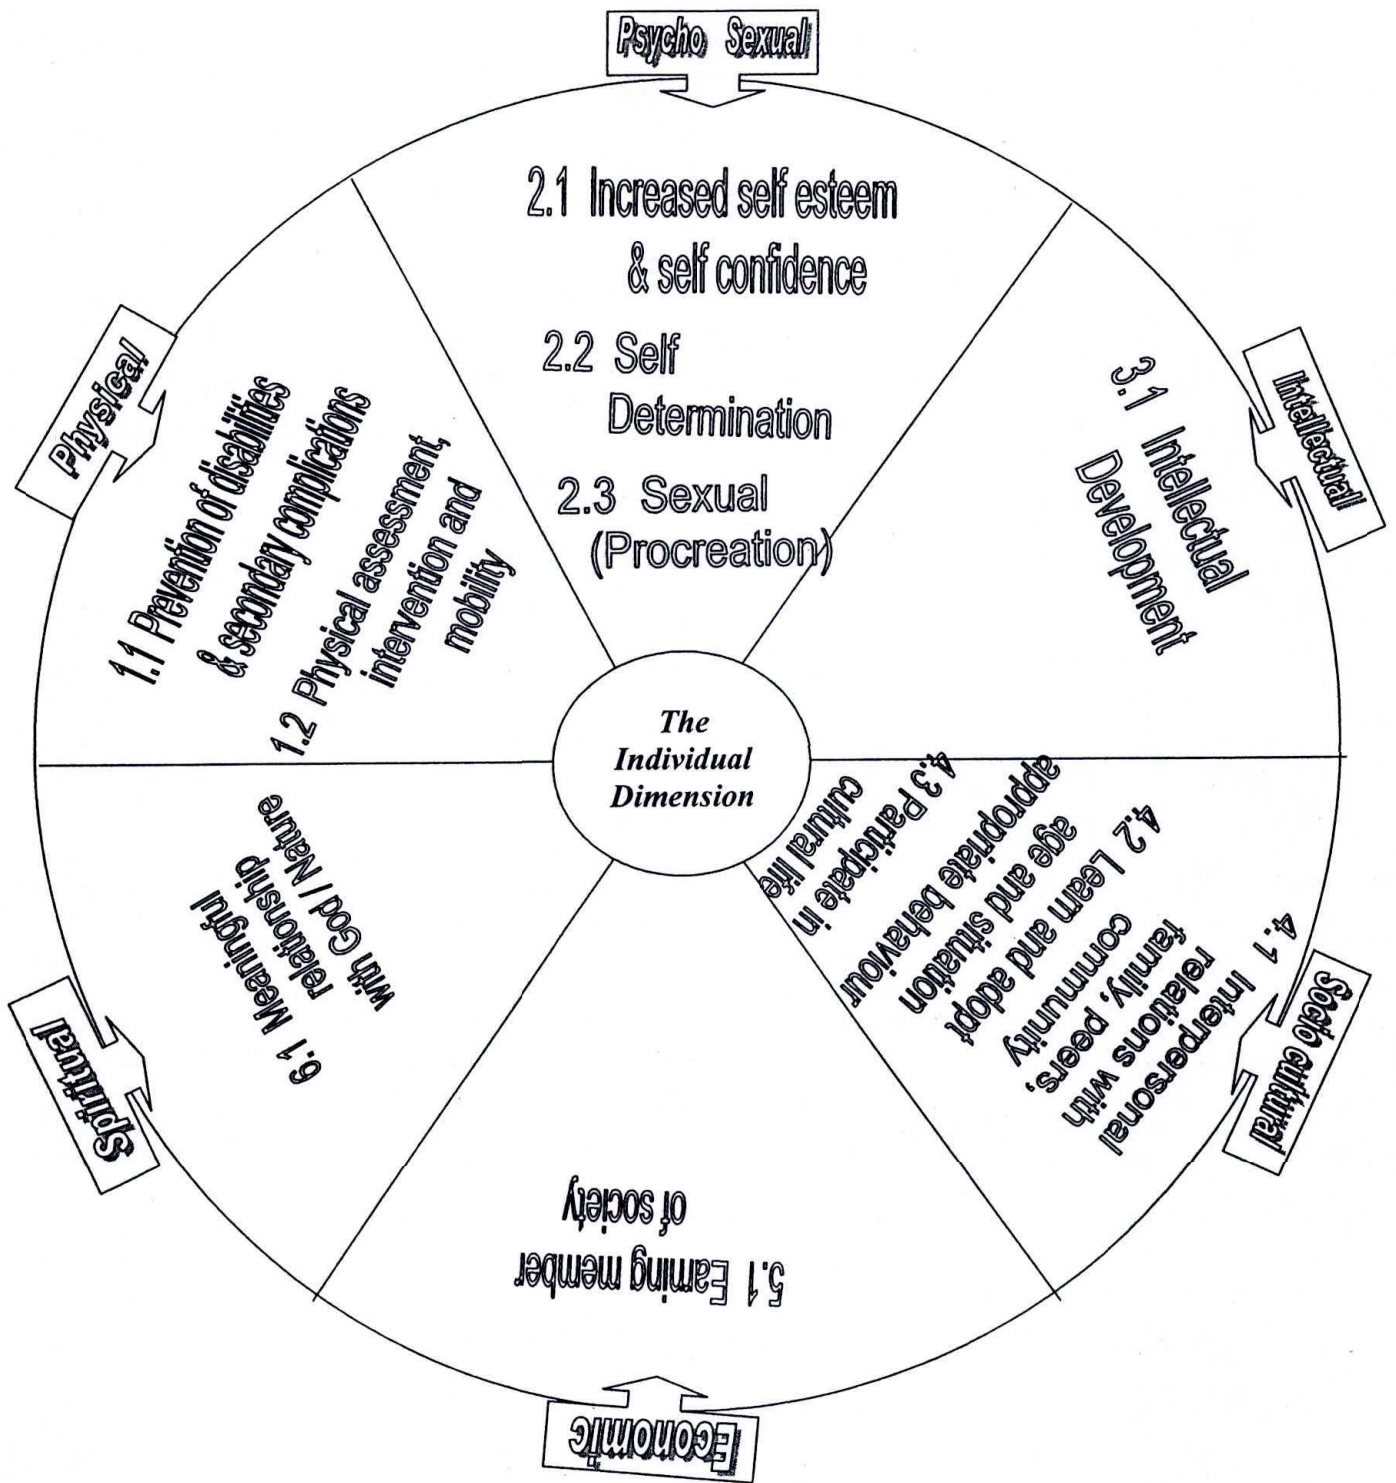 Psycho Sexual
2.1 Increased self esteem
& self confidence
2.2 Self
Determination
2.3 Sexual
(Procreation)
Intellectual
3.1 Intellectual
Development
Socio cultural
4.1 Interpersonal
relations with
family, peers,
community
4.2 Learn and adopt
age and situation
appropriate behaviour
4.3 Participate in
cultural life
Economic
5.1 Earning member
of society
Spiritual
6.1 Meaningful
relationship
with God / Nature
Physical
1.1 Prevention of disabilities
& secondary complications
1.2 Physical assessment,
intervention and
mobility
The
Individual
Dimension